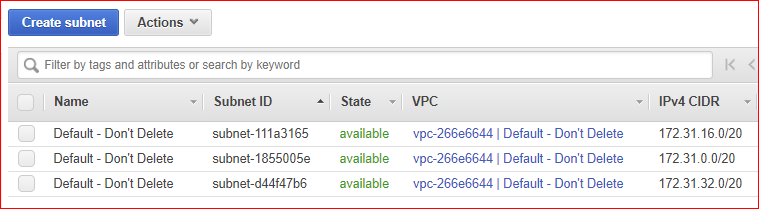 Create subnet Actions
Filter by tags and attributes or search by keyword
Name Subnet ID State VPC IPv4 CIDR
Default - Don't Delete subnet-111a3165 available vpc-266e6644 | Default - Don't Delete 172.31.16.0/20
Default - Don't Delete subnet-1855005e available vpc-266e6644 | Default - Don't Delete 172.31.0.0/20
Default - Don't Delete subnet-d44f47b6 available vpc-266e6644 | Default - Don't Delete 172.31.32.0/20